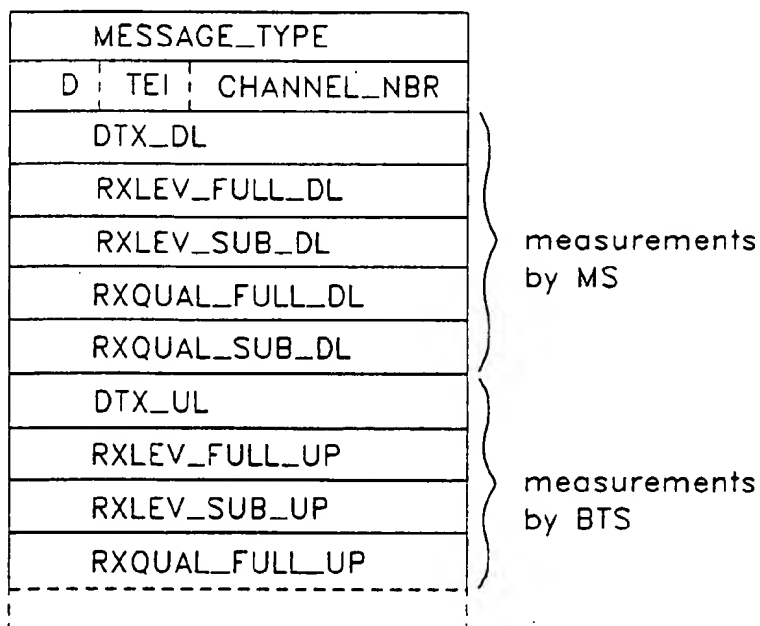 MESSAGE_TYPE
D TEI CHANNEL_NBR
DTX_DL
RXLEV_FULL_DL
RXLEV_SUB_DL
RXQUAL_FULL_DL
RXQUAL_SUB_DL
measurements
by MS
DTX_UL
RXLEV_FULL_UP
RXLEV_SUB_UP
RXQUAL_FULL_UP
measurements
by BTS